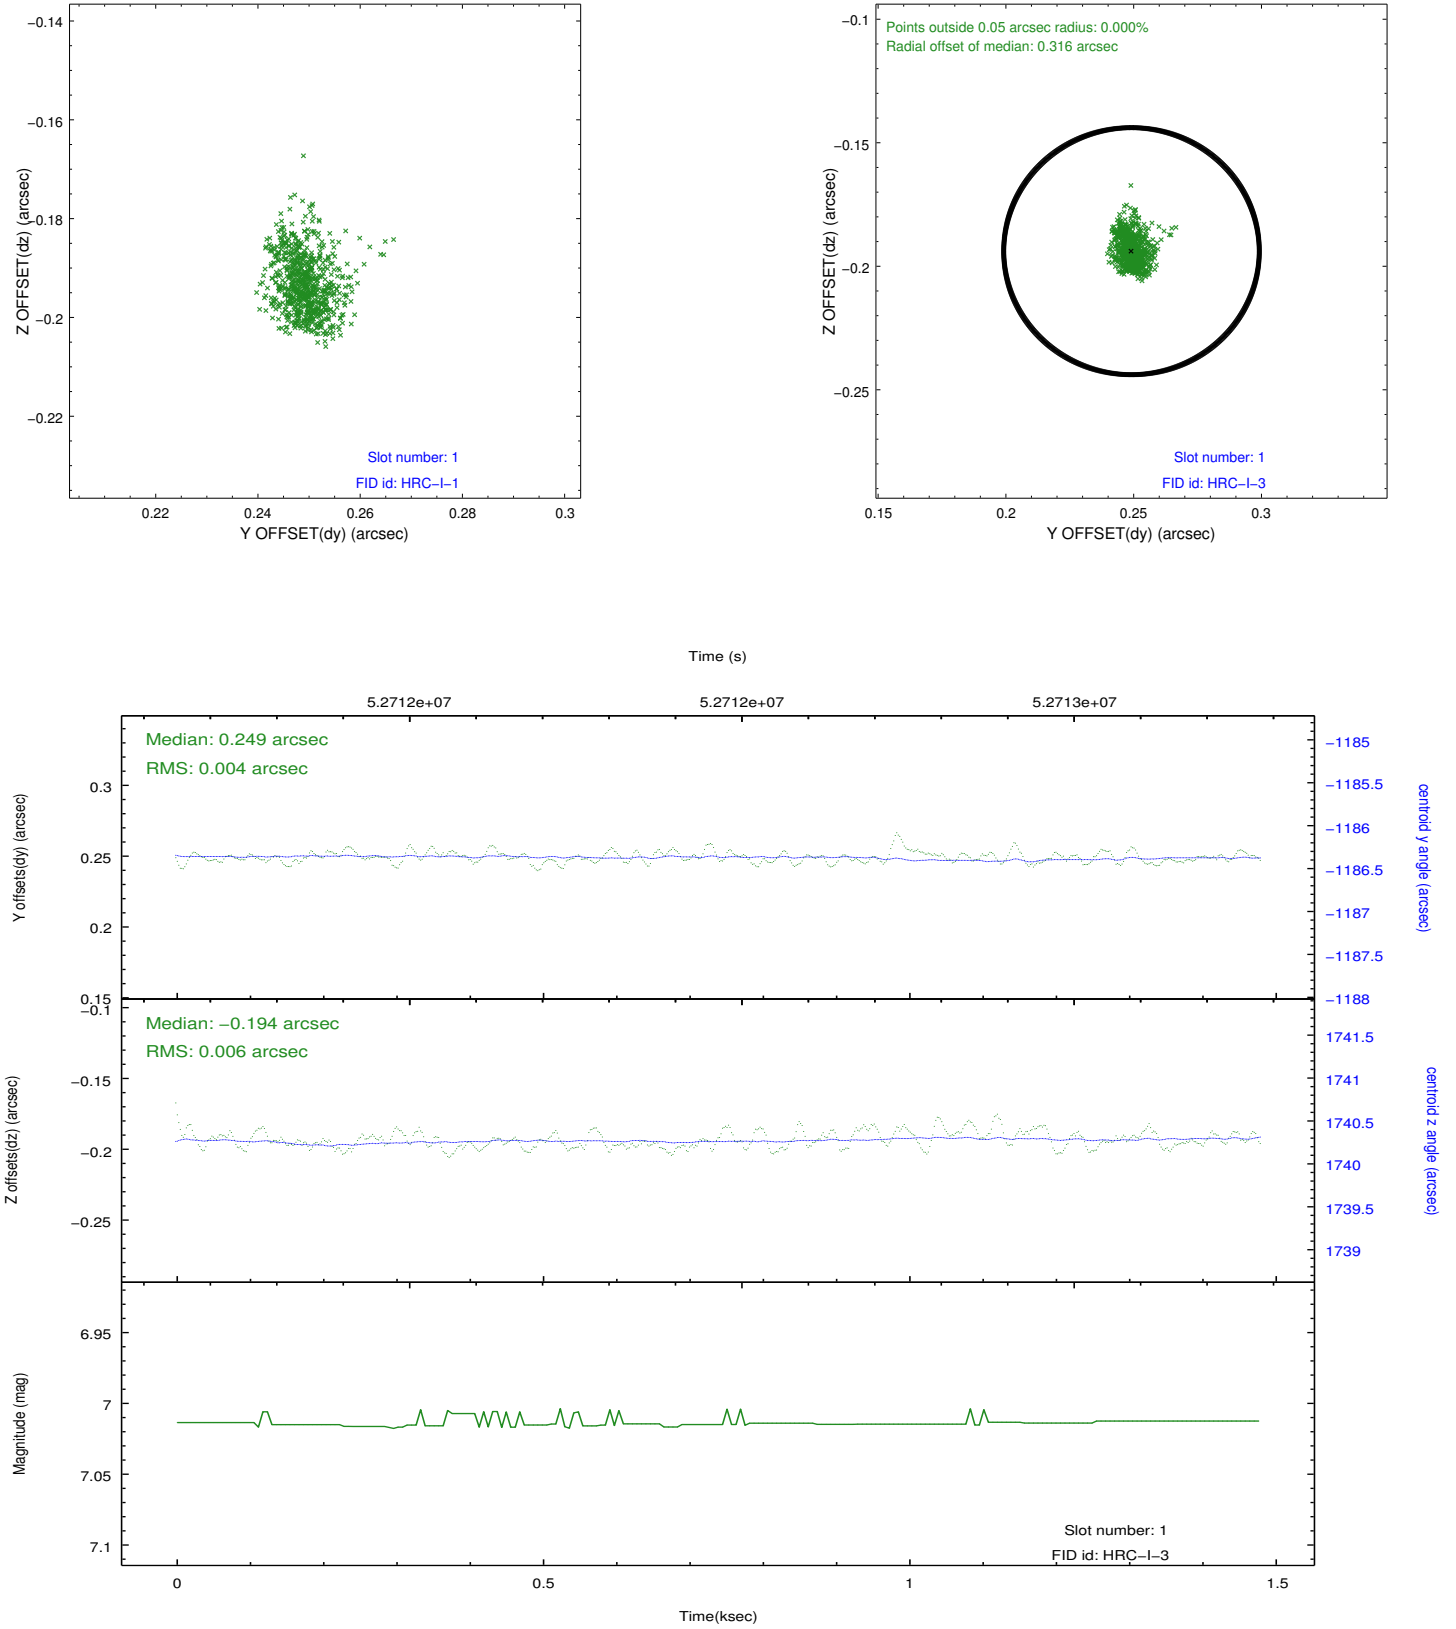 −0.14
−0.16
−0.18
−0.2
−0.22
Z OFFSET(dz) (arcsec)
Slot number: 1
FID id: HRC−I−1
0.22
0.24
0.26
0.28
0.3
Y OFFSET(dy) (arcsec)
−0.1
−0.15
−0.2
−0.25
Z OFFSET(dz) (arcsec)
Points outside 0.05 arcsec radius: 0.000%
Radial offset of median: 0.316 arcsec
Slot number: 1
FID id: HRC−I−3
0.15
0.2
0.25
0.3
Y OFFSET(dy) (arcsec)
Time (s)
5.2712e+07
5.2712e+07
5.2713e+07
Median: 0.249 arcsec
RMS: 0.004 arcsec
0.3
0.25
0.2
0.15
Y offsets(dy) (arcsec)
−1185
−1185.5
−1186
−1186.5
−1187
−1187.5
−1188
centroid y angle (arcsec)
Median: −0.194 arcsec
RMS: 0.006 arcsec
−0.1
−0.15
−0.2
−0.25
Z offsets(dz) (arcsec)
1741.5
1741
1740.5
1740
1739.5
1739
centroid z angle (arcsec)
6.95
7
7.05
7.1
Magnitude (mag)
Slot number: 1
FID id: HRC−I−3
0
0.5
1
1.5
Time(ksec)